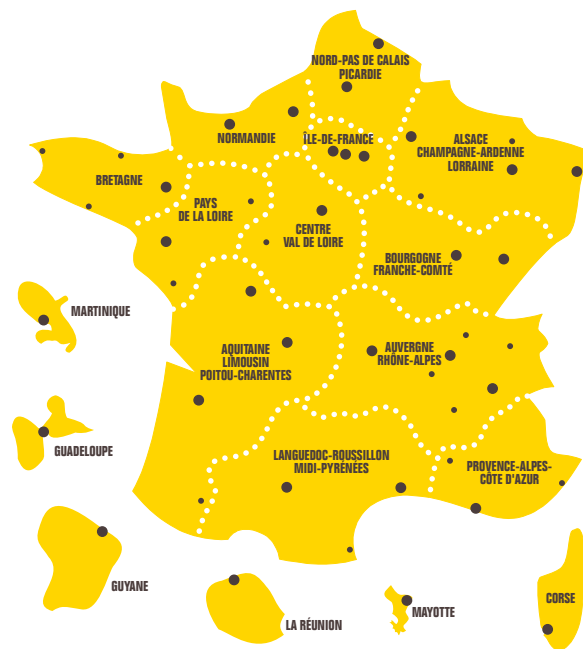 NORD-PAS DE CALAIS
PICARDIE
NORMANDIE
ÎLE-DE-FRANCE
ALSACE
CHAMPAGNE-ARDENNE
LORRAINE
BRETAGNE
PAYS
DE LA LOIRE
CENTRE
VAL DE LOIRE
BOURGOGNE
FRANCHE-COMTÉ
MARTINIQUE
AQUITAINE
LIMOUSIN
POITOU-CHARENTES
AUVERGNE
RHÔNE-ALPES
GUADELOUPE
LANGUEDOC-ROUSSILLON
MIDI-PYRÉNÉES
PROVENCE-ALPES-
CÔTE D'AZUR
GUYANE
LA RÉUNION
MAYOTTE
CORSE